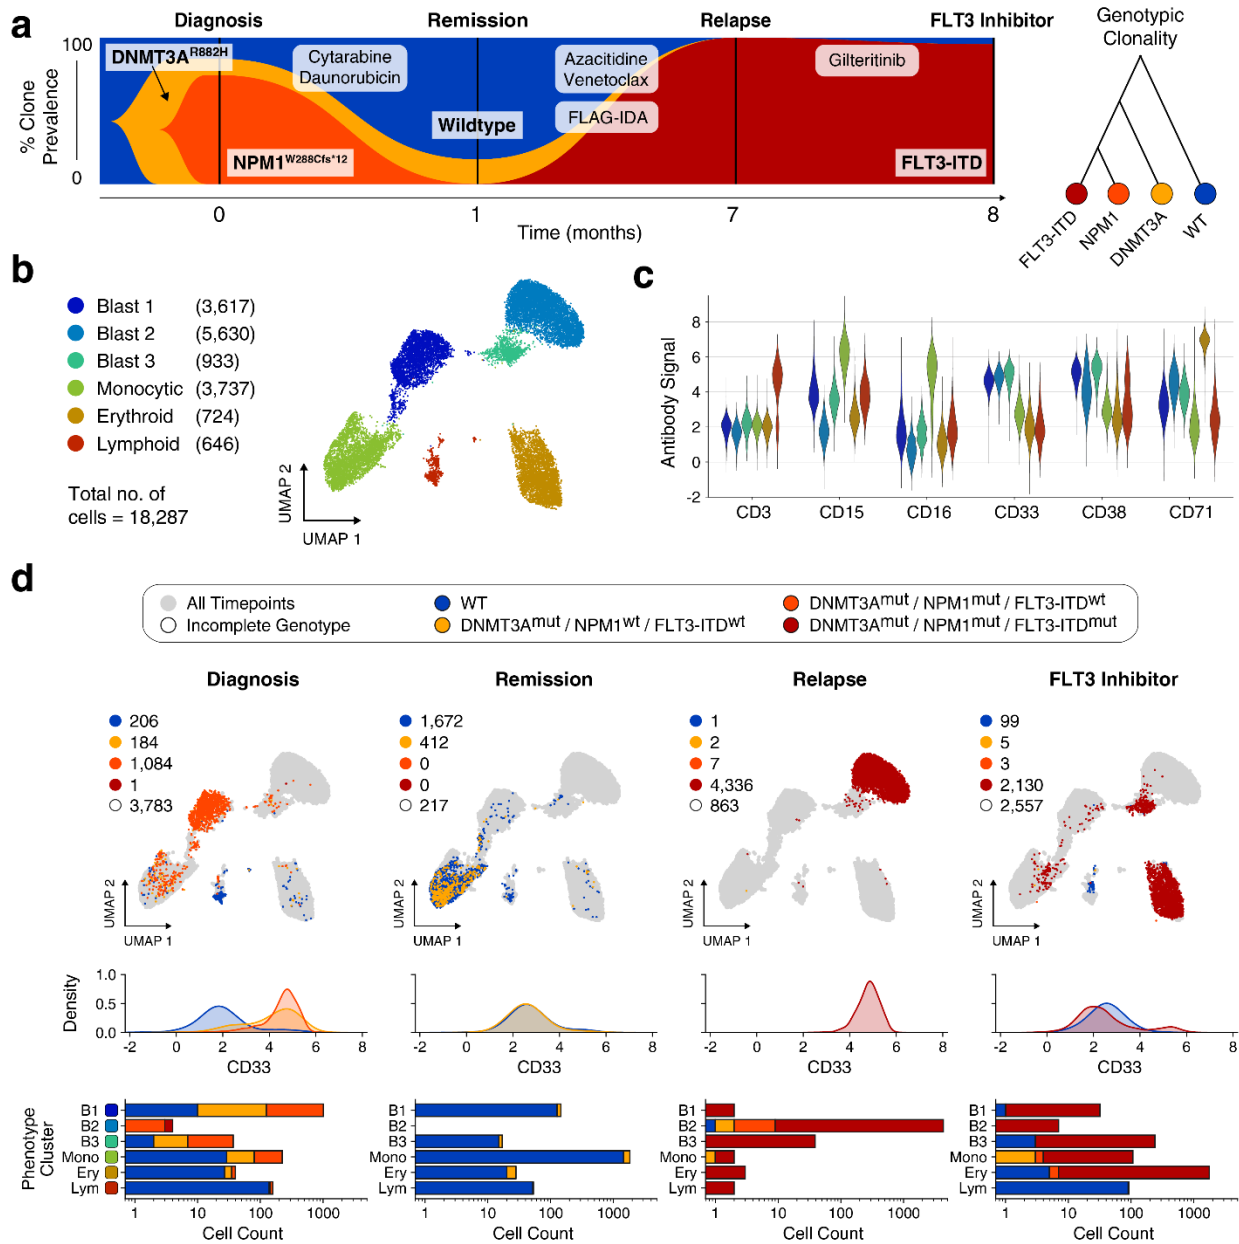 a
Diagnosis
Remission
Relapse
FLT3 Inhibitor
Genotypic
Clonality
% Clone
Prevalence
100
0
DNMT3A^R882H
NPM1^W288Cfs*12
Cytarabine
Daunorubicin
Wildtype
Azacitidine
Venetoclax
FLAG-IDA
Gilteritinib
FLT3-ITD
0
1
7
8
Time (months)
FLT3-ITD
NPM1
DNMT3A
WT
b
Blast 1 (3,617)
Blast 2 (5,630)
Blast 3 (933)
Monocytic (3,737)
Erythroid (724)
Lymphoid (646)
Total no. of
cells = 18,287
UMAP 2
UMAP 1
c
Antibody Signal
8
6
4
2
0
-2
CD3 CD15 CD16 CD33 CD38 CD71
d
All Timepoints
Incomplete Genotype
WT
DNMT3A^mut / NPM1^wt / FLT3-ITD^wt
DNMT3A^mut / NPM1^mut / FLT3-ITD^wt
DNMT3A^mut / NPM1^mut / FLT3-ITD^mut
Diagnosis
206
184
1,084
1
3,783
UMAP 2
UMAP 1
Remission
1,672
412
0
0
217
UMAP 2
UMAP 1
Relapse
1
2
7
4,336
863
UMAP 2
UMAP 1
FLT3 Inhibitor
99
5
3
2,130
2,557
UMAP 2
UMAP 1
Density
1.0
0.5
0.0
-2 0 2 4 6 8
CD33
-2 0 2 4 6 8
CD33
-2 0 2 4 6 8
CD33
-2 0 2 4 6 8
CD33
Phenotype
Cluster
B1
B2
B3
Mono
Ery
Lym
1 10 100 1000
Cell Count
B1
B2
B3
Mono
Ery
Lym
1 10 100 1000
Cell Count
B1
B2
B3
Mono
Ery
Lym
1 10 100 1000
Cell Count
B1
B2
B3
Mono
Ery
Lym
1 10 100 1000
Cell Count